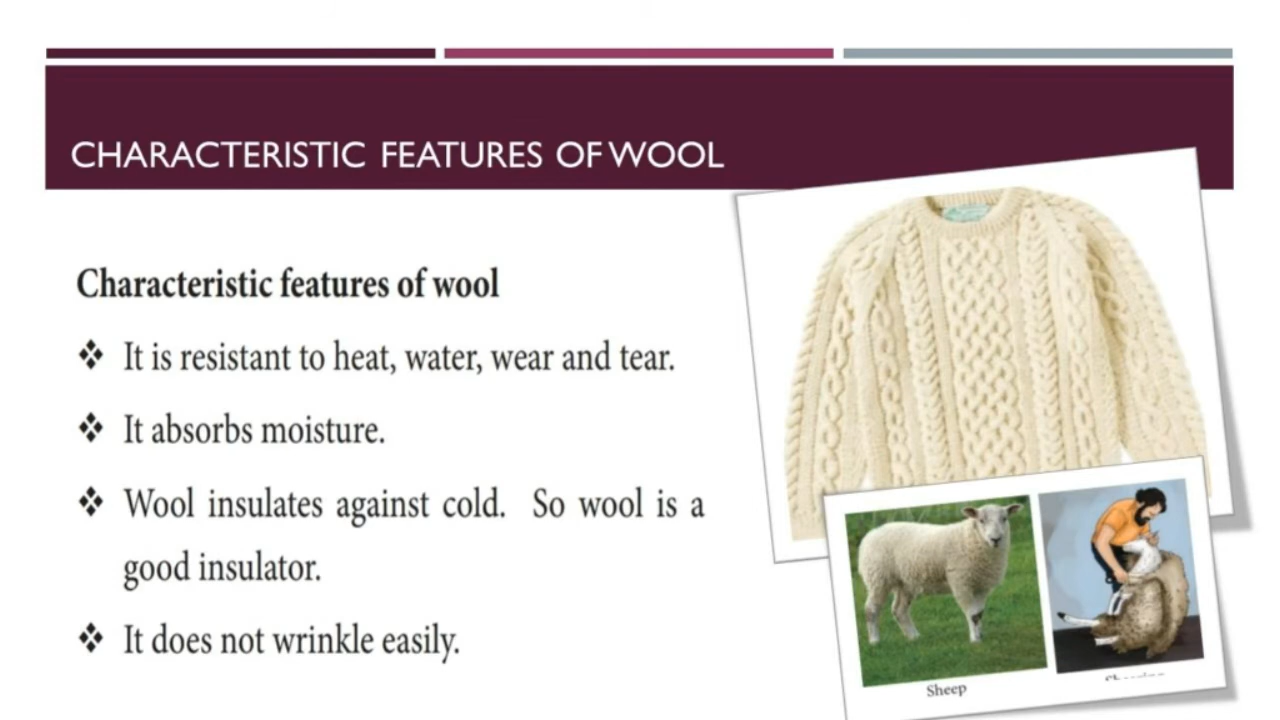 CHARACTERISTIC FEATURES OF WOOL
Characteristic features of wool
❖ It is resistant to heat, water, wear and tear.
❖ It absorbs moisture.
❖ Wool insulates against cold. So wool is a
good insulator.
❖ It does not wrinkle easily.
Sheep